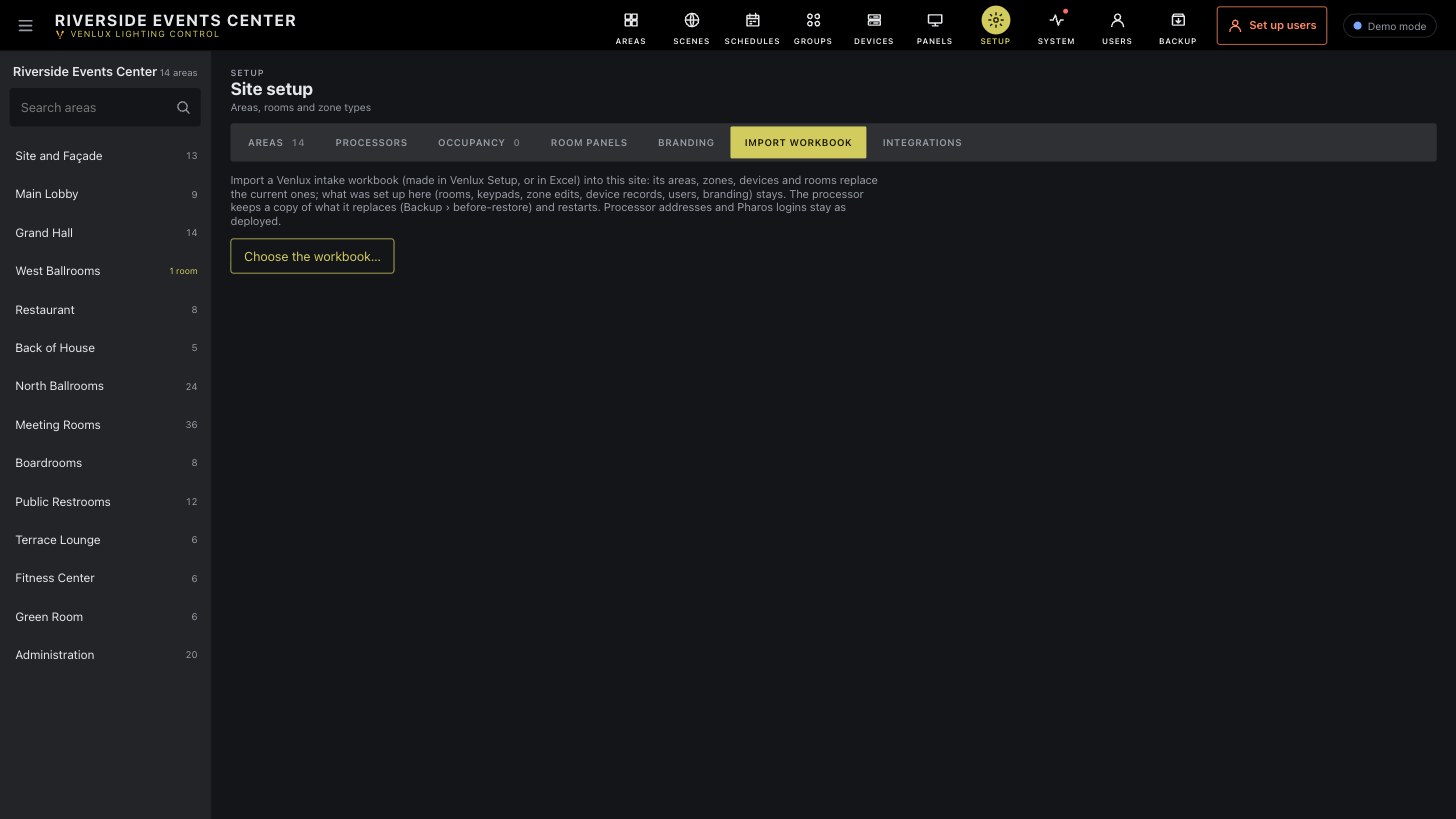 RIVERSIDE EVENTS CENTER
VENLUX LIGHTING CONTROL
AREAS
SCENES
SCHEDULES
GROUPS
DEVICES
PANELS
SETUP
SYSTEM
USERS
BACKUP
Set up users
Demo mode
Riverside Events Center 14 areas
Search areas
Site and Façade 13
Main Lobby 9
Grand Hall 14
West Ballrooms 1 room
Restaurant 8
Back of House 5
North Ballrooms 24
Meeting Rooms 36
Boardrooms 8
Public Restrooms 12
Terrace Lounge 6
Fitness Center 6
Green Room 6
Administration 20
SETUP
Site setup
Areas, rooms and zone types
AREAS 14
PROCESSORS
OCCUPANCY 0
ROOM PANELS
BRANDING
IMPORT WORKBOOK
INTEGRATIONS
Import a Venlux intake workbook (made in Venlux Setup, or in Excel) into this site: its areas, zones, devices and rooms replace
the current ones; what was set up here (rooms, keypads, zone edits, device records, users, branding) stays. The processor
keeps a copy of what it replaces (Backup › before-restore) and restarts. Processor addresses and Pharos logins stay as
deployed.
Choose the workbook...